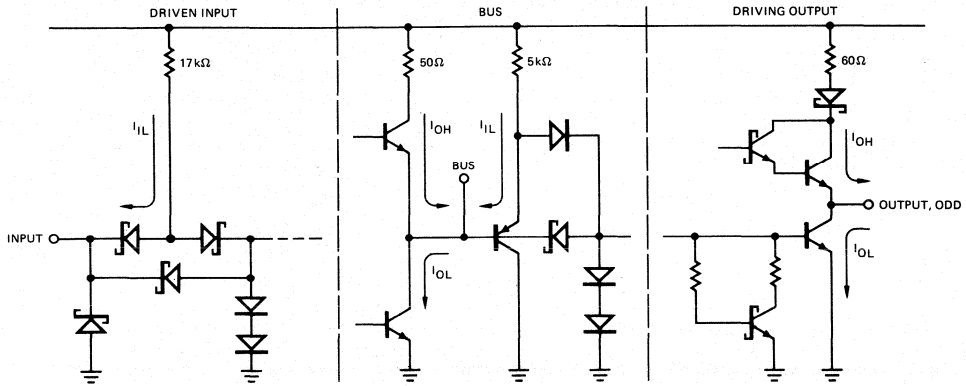 DRIVEN INPUT
BUS
DRIVING OUTPUT
17kΩ
50Ω
5kΩ
60Ω
IIL
IOH
IIL
IOH
BUS
INPUT
OUTPUT, ODD
IOL
IOL